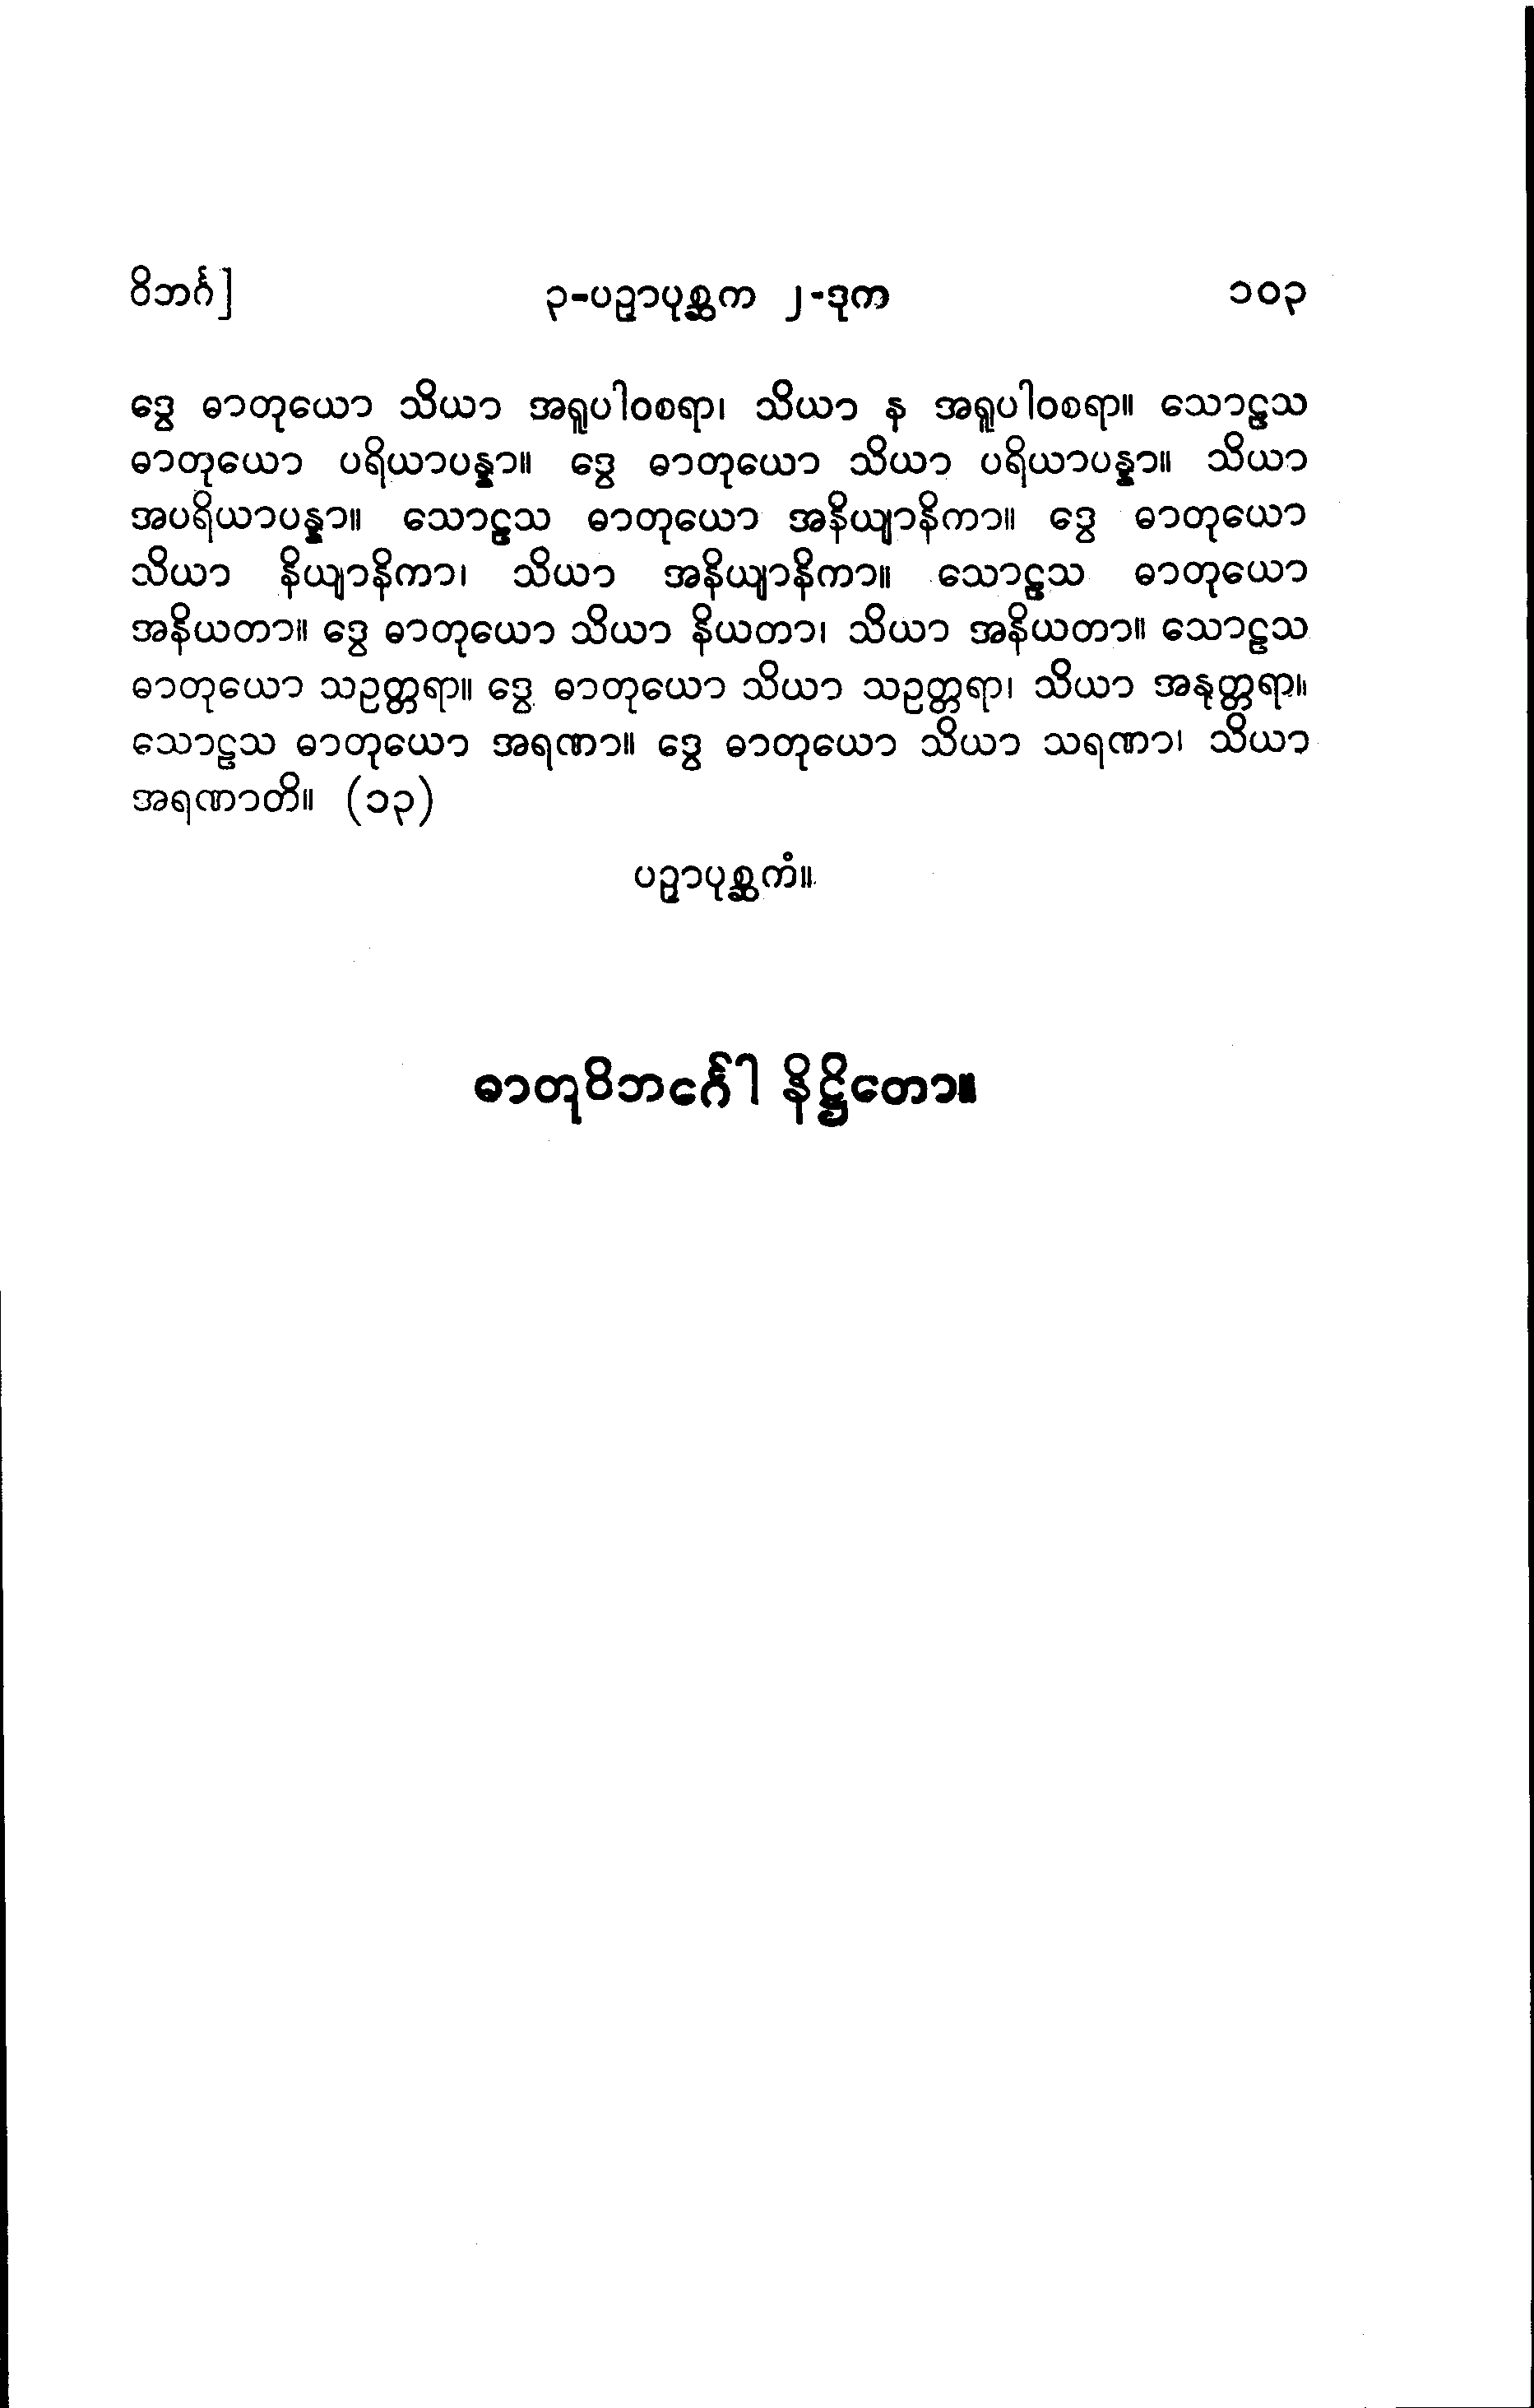 ဝိဘင်္ဂ] ၃-ပဉှာပုစ္ဆက ၂-ဒုက ၁၀၃
ဒွေ ဓာတုယော သိယာ အရူပါဝစရာ၊ သိယာ န အရူပါဝစရာ။ သောဠသ
ဓာတုယော ပရိယာပန္နာ။ ဒွေ ဓာတုယော သိယာ ပရိယာပန္နာ။ သိယာ
အပရိယာပန္နာ။ သောဠသ ဓာတုယော အနိယျာနိကာ။ ဒွေ ဓာတုယော
သိယာ နိယျာနိကာ၊ သိယာ အနိယျာနိကာ။ သောဠသ ဓာတုယော
အနိယတာ။ ဒွေ ဓာတုယော သိယာ နိယတာ၊ သိယာ အနိယတာ။ သောဠသ
ဓာတုယော သဥတ္တရာ။ ဒွေ ဓာတုယော သိယာ သဥတ္တရာ၊ သိယာ အနုတ္တရာ။
သောဠသ ဓာတုယော အရဏာ။ ဒွေ ဓာတုယော သိယာ သရဏာ၊ သိယာ
အရဏာတိ။ (၁၃)
ပဉှာပုစ္ဆကံ။
ဓာတုဝိဘင်္ဂေါ နိဋ္ဌိတော။